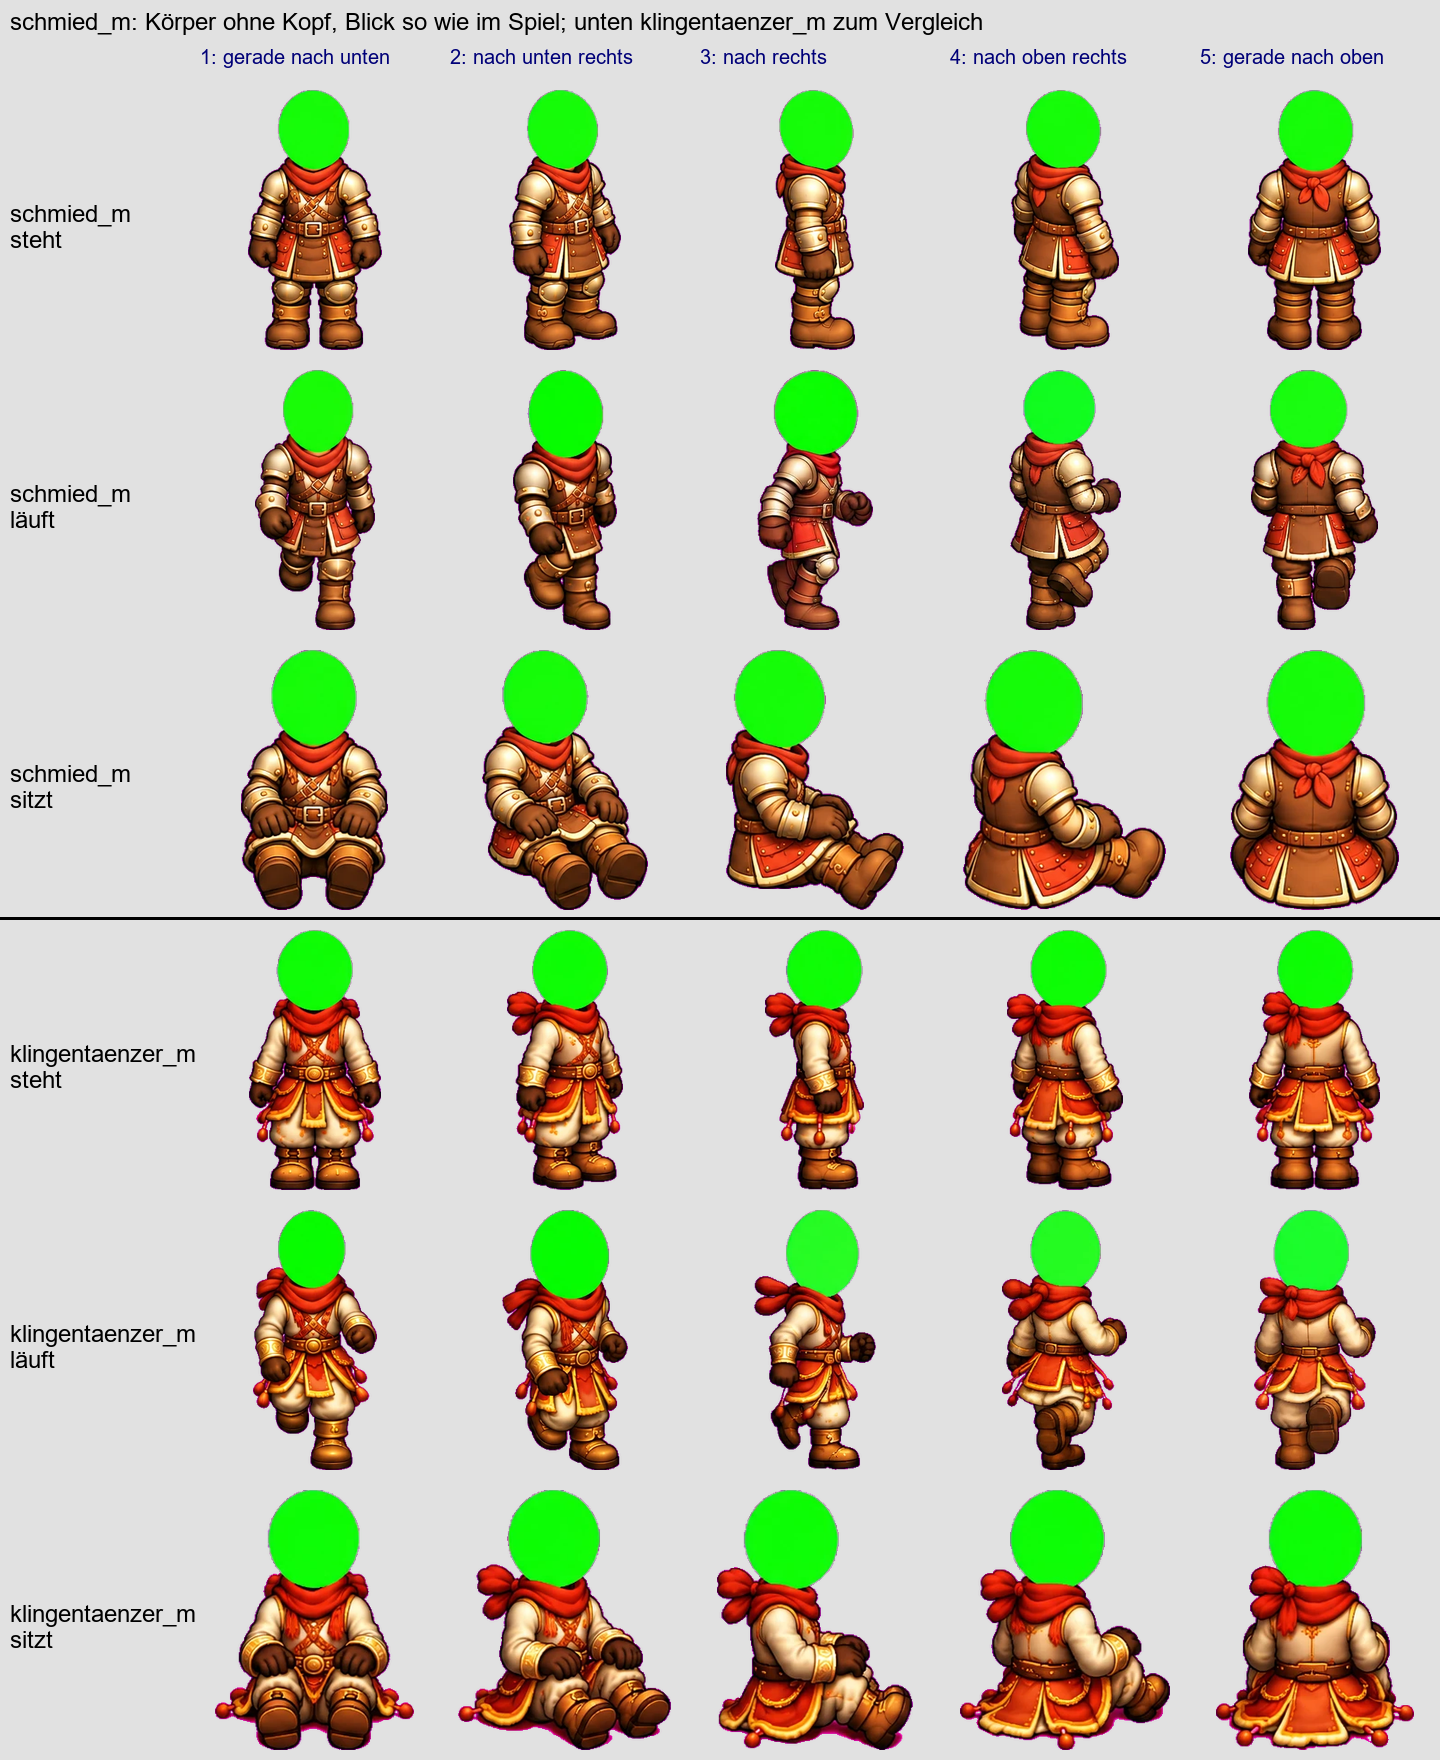 schmied_m: Körper ohne Kopf, Blick so wie im Spiel; unten klingentaenzer_m zum Vergleich
1: gerade nach unten
2: nach unten rechts
3: nach rechts
4: nach oben rechts
5: gerade nach oben
schmied_m
steht
schmied_m
läuft
schmied_m
sitzt
klingentaenzer_m
steht
klingentaenzer_m
läuft
klingentaenzer_m
sitzt